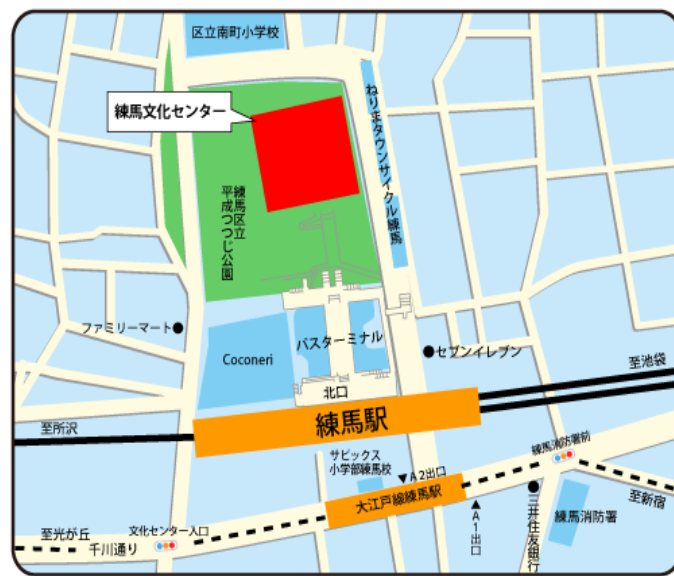 区立南町小学校
練馬文化センター
ねりまタウンサイクル練馬
練馬区立
平成つつじ公園
ファミリーマート
Coconeri
バスターミナル
セブンイレブン
北口
至池袋
練馬駅
至所沢
サピックス
小学部練馬校
A2出口
練馬消防署前
大江戸線練馬駅
至新宿
A1出口
三井住友銀行
練馬消防署
至光が丘
千川通り
文化センター入口